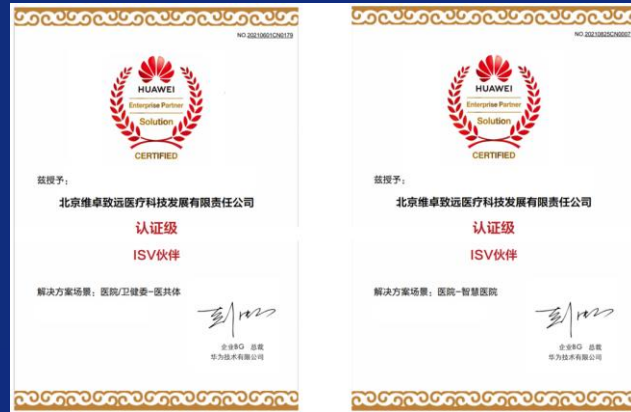 NO.20210601CN0179
HUAWEI
Enterprise Partner
Solution
CERTIFIED
兹授予：
北京维卓致远医疗科技发展有限责任公司
认证级
ISV伙伴
解决方案场景：医院/卫健委-医共体
企业BG 总裁
华为技术有限公司
NO.20210825CN0007
HUAWEI
Enterprise Partner
Solution
CERTIFIED
兹授予：
北京维卓致远医疗科技发展有限责任公司
认证级
ISV伙伴
解决方案场景：医院-智慧医院
企业BG 总裁
华为技术有限公司